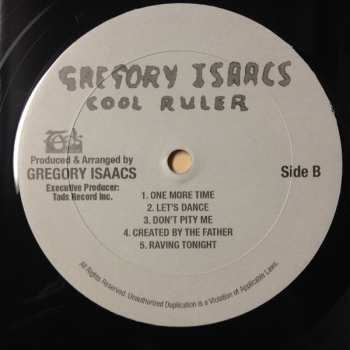 GREGORY ISAACS
COOL RULER
Tads
Produced & Arranged by
GREGORY ISAACS
Executive Producer:
Tads Record Inc.
Side B
1. ONE MORE TIME
2. LET'S DANCE
3. DON'T PITY ME
4. CREATED BY THE FATHER
5. RAVING TONIGHT
All Rights Reserved. Unauthorized Duplication is a Violation of Applicable Laws.